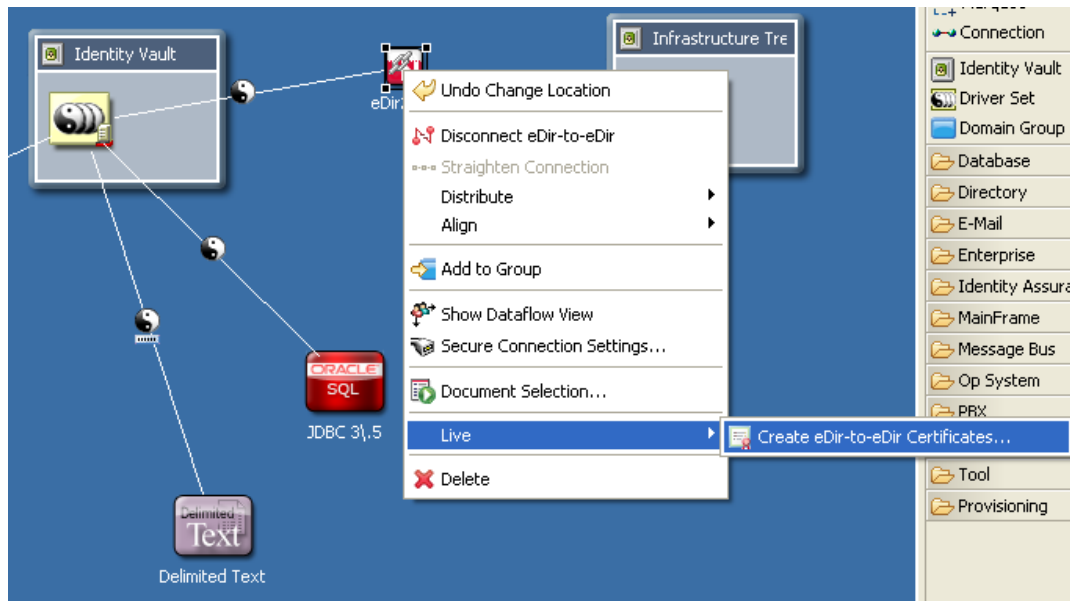 Identity Vault
Infrastructure Tre
eDir
Undo Change Location
Disconnect eDir-to-eDir
Straighten Connection
Distribute
Align
Add to Group
Show Dataflow View
Secure Connection Settings...
Document Selection...
Live
Create eDir-to-eDir Certificates...
Delete
ORACLE
SQL
JDBC 3\.5
Delimited
Text
Delimited Text
Marquee
Connection
Identity Vault
Driver Set
Domain Group
Database
Directory
E-Mail
Enterprise
Identity Assura
MainFrame
Message Bus
Op System
PBX
Tool
Provisioning